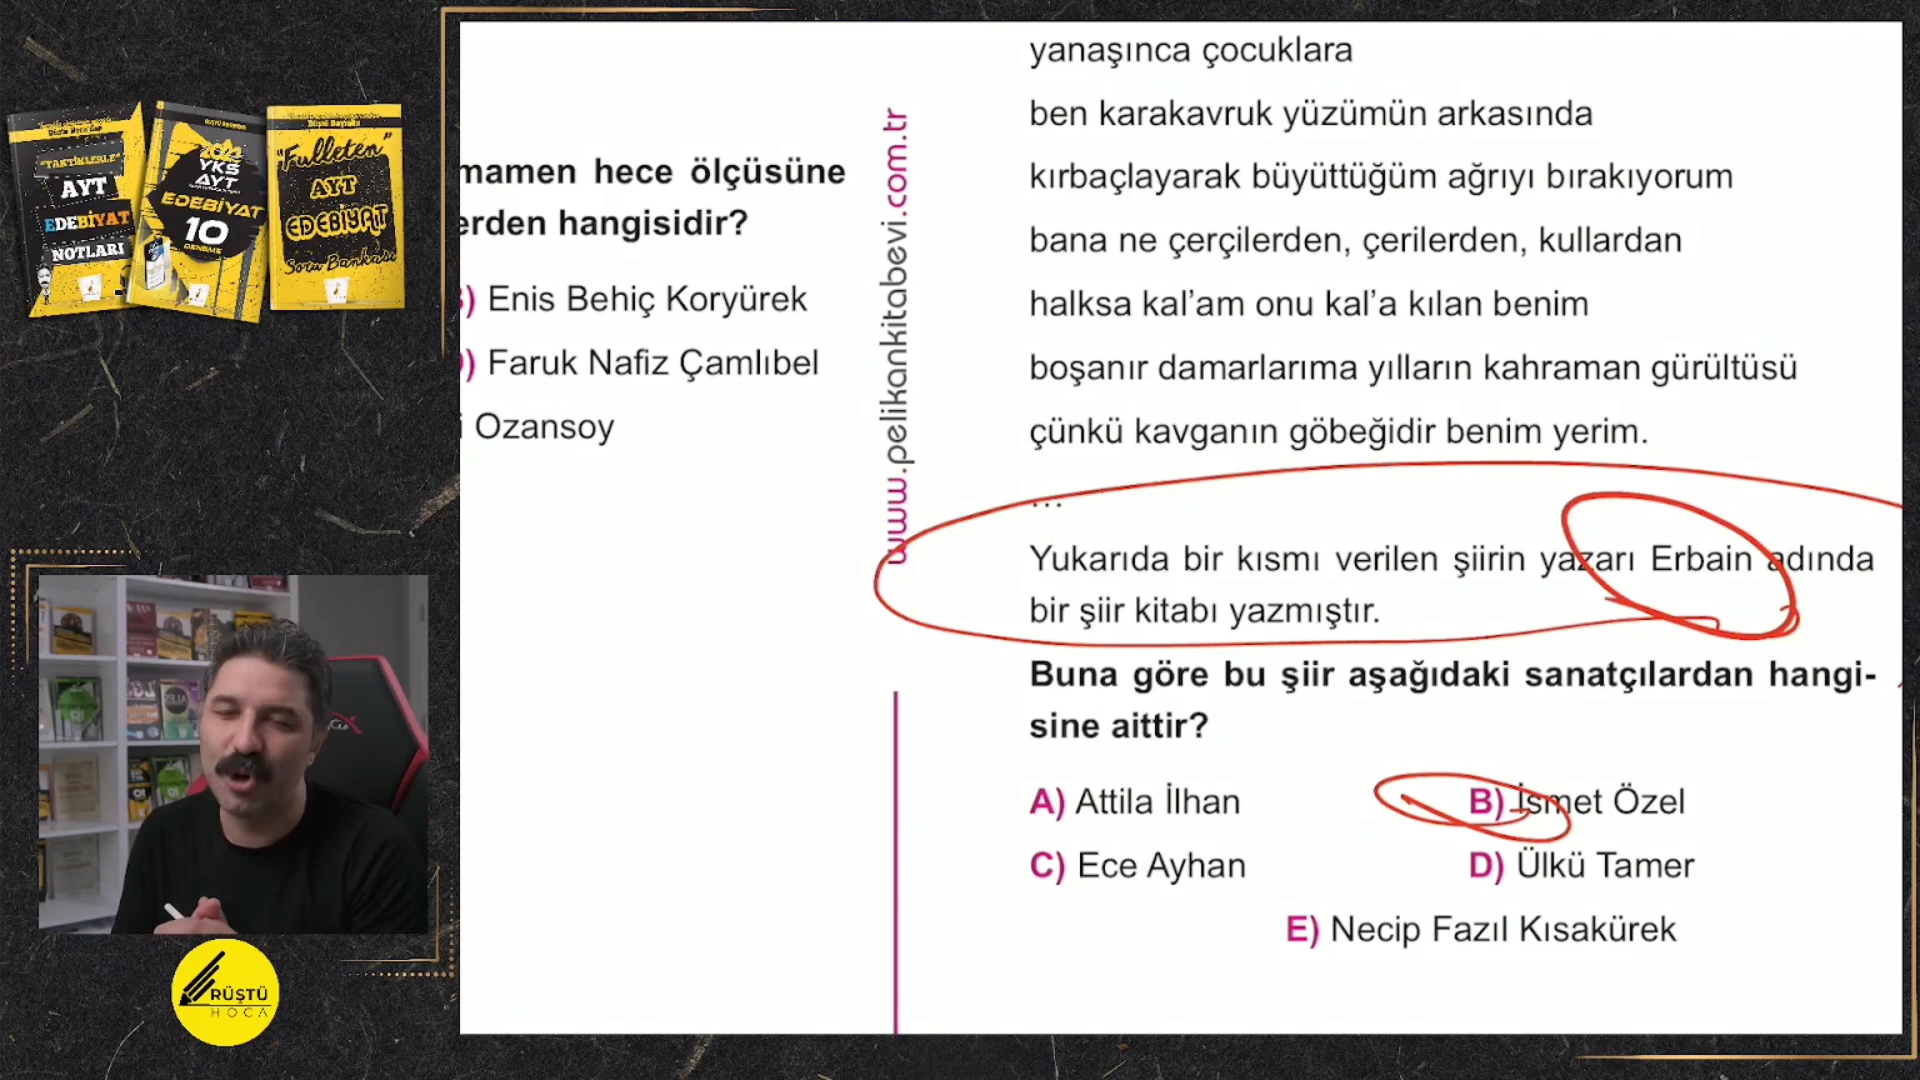 "TAKTİKLERLE"
AYT
EDEBİYAT
NOTLARI
YKS
AYT
EDEBİYAT
10
DENEME
"Fulleten"
AYT
EDEBİYAT
Soru Bankası
mamen hece ölçüsüne
erden hangisidir?
B) Enis Behiç Koryürek
D) Faruk Nafiz Çamlıbel
i Ozansoy
www.pelikankitabevi.com.tr
yanaşınca çocuklara
ben karakavruk yüzümün arkasında
kırbaçlayarak büyüttüğüm ağrıyı bırakıyorum
bana ne çerçilerden, çerilerden, kullardan
halksa kal’am onu kal’a kılan benim
boşanır damarlarıma yılların kahraman gürültüsü
çünkü kavganın göbeğidir benim yerim.
...
Yukarıda bir kısmı verilen şiirin yazarı Erbain adında
bir şiir kitabı yazmıştır.
Buna göre bu şiir aşağıdaki sanatçılardan hangi-
sine aittir?
A) Attila İlhan
B) İsmet Özel
C) Ece Ayhan
D) Ülkü Tamer
E) Necip Fazıl Kısakürek
RÜŞTÜ
HOCA